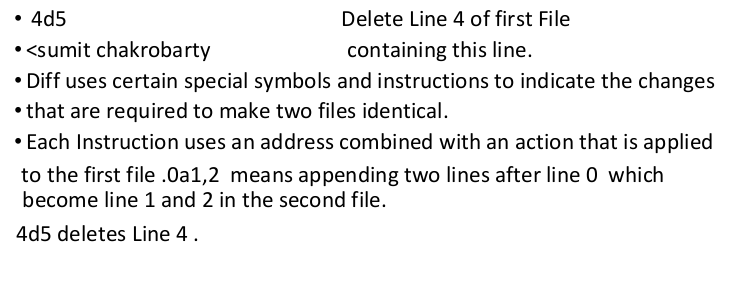 • 4d5 Delete Line 4 of first File
• <sumit chakrobarty containing this line.
• Diff uses certain special symbols and instructions to indicate the changes
• that are required to make two files identical.
• Each Instruction uses an address combined with an action that is applied
to the first file .0a1,2 means appending two lines after line 0 which
become line 1 and 2 in the second file.
4d5 deletes Line 4 .